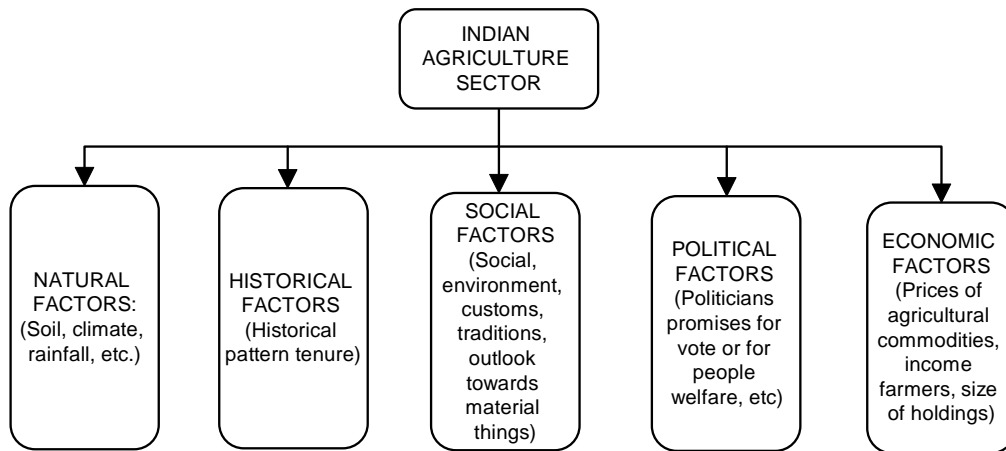 INDIAN
AGRICULTURE
SECTOR
NATURAL
FACTORS:
(Soil, climate,
rainfall, etc.)
HISTORICAL
FACTORS
(Historical
pattern tenure)
SOCIAL
FACTORS
(Social,
environment,
customs,
traditions,
outlook
towards
material
things)
POLITICAL
FACTORS
(Politicians
promises for
vote or for
people
welfare, etc)
ECONOMIC
FACTORS
(Prices of
agricultural
commodities,
income
farmers, size
of holdings)